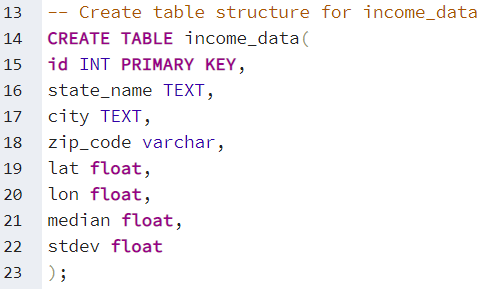 13 -- Create table structure for income_data
14 CREATE TABLE income_data(
15 id INT PRIMARY KEY,
16 state_name TEXT,
17 city TEXT,
18 zip_code varchar,
19 lat float,
20 lon float,
21 median float,
22 stdev float
23 );